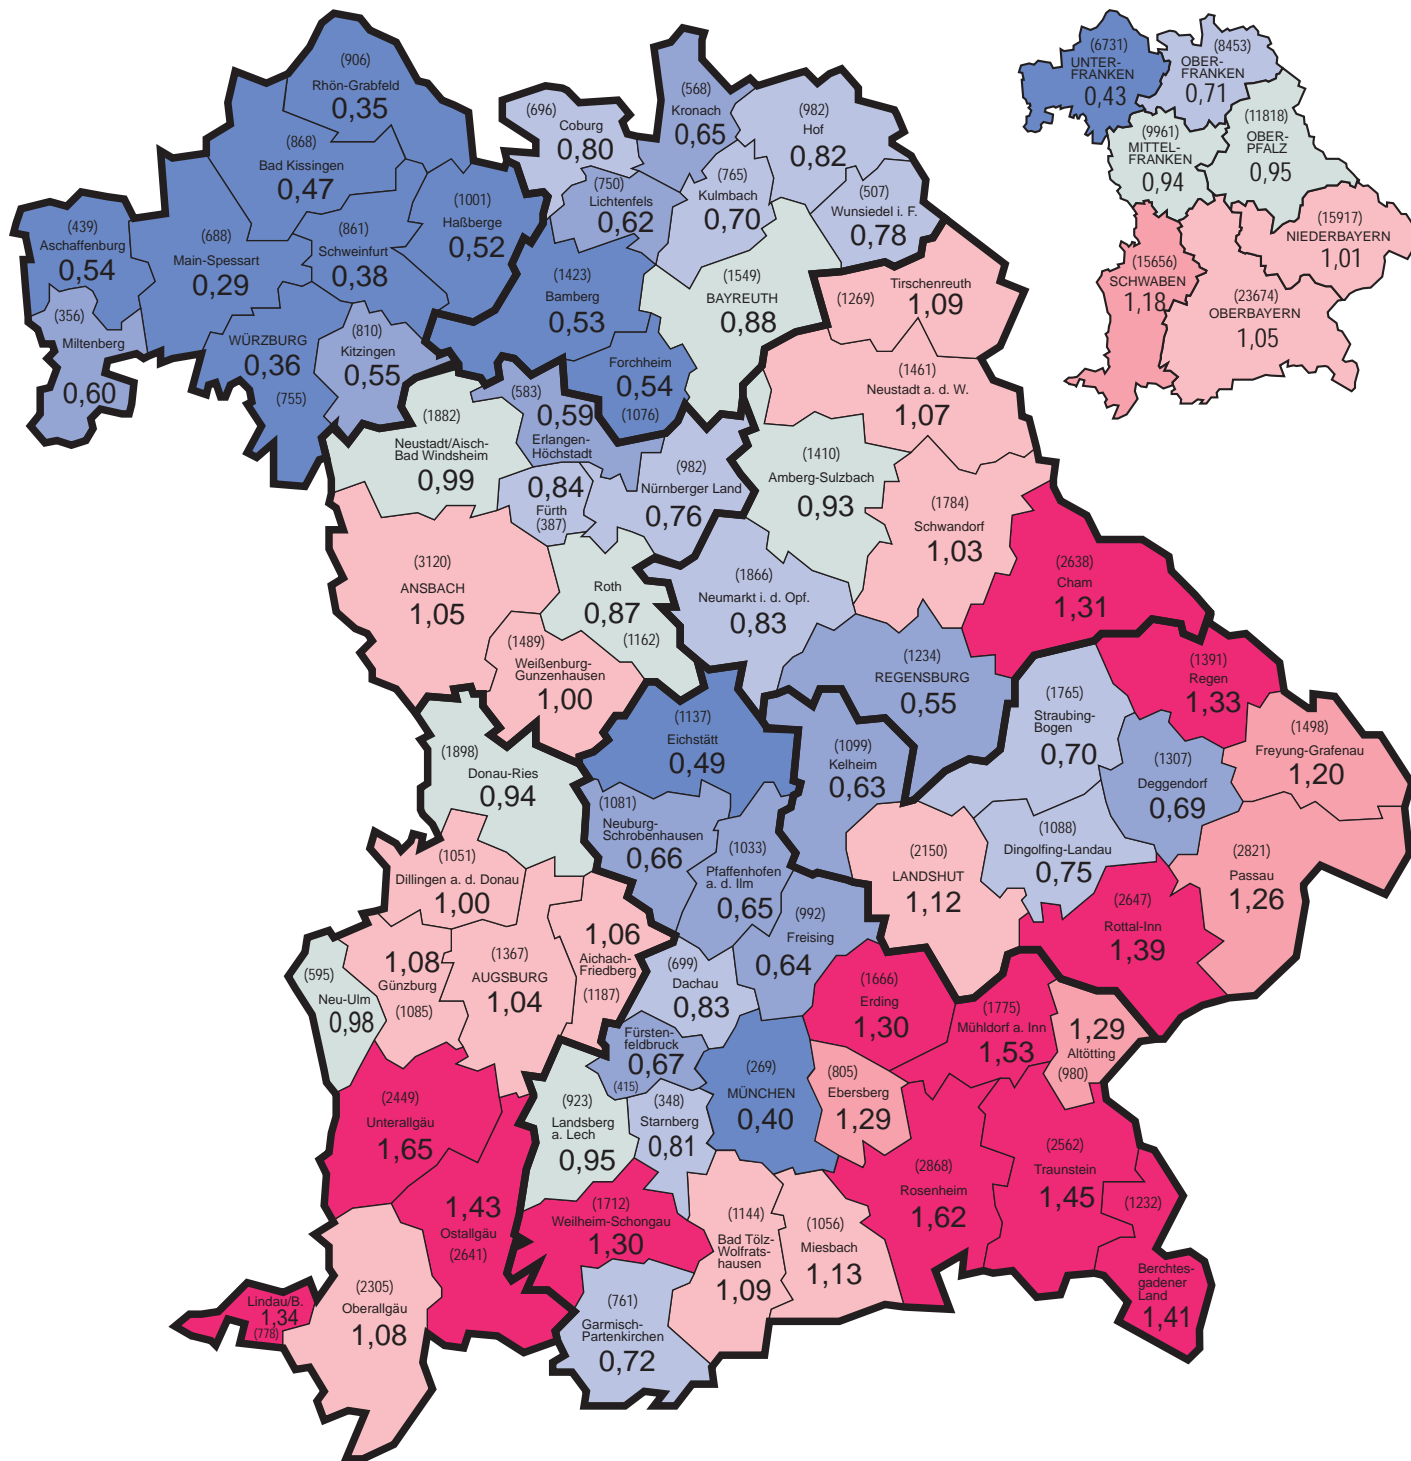 (906)
Rhön-Grabfeld
0,35
(868)
Bad Kissingen
0,47
(1001)
Haßberge
0,52
(439)
Aschaffenburg
0,54
(688)
Main-Spessart
0,29
(861)
Schweinfurt
0,38
(356)
Miltenberg
0,60
WÜRZBURG
0,36
(755)
(810)
Kitzingen
0,55
(696)
Coburg
0,80
(568)
Kronach
0,65
(982)
Hof
0,82
(750)
Lichtenfels
0,62
(765)
Kulmbach
0,70
(507)
Wunsiedel i. F.
0,78
(1423)
Bamberg
0,53
(1549)
BAYREUTH
0,88
Forchheim
0,54
(1076)
(1269)
Tirschenreuth
1,09
(1461)
Neustadt a. d. W.
1,07
(1882)
Neustadt/Aisch-
Bad Windsheim
0,99
(583)
0,59
Erlangen-
Höchstadt
0,84
Fürth
(387)
(982)
Nürnberger Land
0,76
(1410)
Amberg-Sulzbach
0,93
(1784)
Schwandorf
1,03
(2638)
Cham
1,31
(3120)
ANSBACH
1,05
Roth
0,87
(1162)
(1489)
Weißenburg-
Gunzenhausen
1,00
(1866)
Neumarkt i. d. Opf.
0,83
(1234)
REGENSBURG
0,55
(1391)
Regen
1,33
(1765)
Straubing-
Bogen
0,70
(1498)
Freyung-Grafenau
1,20
(1307)
Deggendorf
0,69
(1137)
Eichstätt
0,49
(1099)
Kelheim
0,63
(1898)
Donau-Ries
0,94
(1081)
Neuburg-
Schrobenhausen
0,66
(1033)
Pfaffenhofen
a. d. Ilm
0,65
(2150)
LANDSHUT
1,12
(1088)
Dingolfing-Landau
0,75
(2821)
Passau
1,26
(2647)
Rottal-Inn
1,39
(1051)
Dillingen a. d. Donau
1,00
(595)
Neu-Ulm
0,98
1,08
Günzburg
(1085)
(1367)
AUGSBURG
1,04
1,06
Aichach-
Friedberg
(1187)
(992)
Freising
0,64
(699)
Dachau
0,83
(1666)
Erding
1,30
(1775)
Mühldorf a. Inn
1,53
1,29
Altötting
(980)
Fürsten-
feldbruck
0,67
(415)
(269)
MÜNCHEN
0,40
(805)
Ebersberg
1,29
(2449)
Unterallgäu
1,65
(923)
Landsberg
a. Lech
0,95
(348)
Starnberg
0,81
1,43
Ostallgäu
(2641)
(1712)
Weilheim-Schongau
1,30
(1144)
Bad Tölz-
Wolfrats-
hausen
1,09
(1056)
Miesbach
1,13
(2868)
Rosenheim
1,62
(2562)
Traunstein
1,45
(1232)
Berchtes-
gadener
Land
1,41
Lindau/B.
1,34
(778)
(2305)
Oberallgäu
1,08
(761)
Garmisch-
Partenkirchen
0,72
(6731)
UNTER-
FRANKEN
0,43
(8453)
OBER-
FRANKEN
0,71
(9961)
MITTEL-
FRANKEN
0,94
(11818)
OBER-
PFALZ
0,95
(15917)
NIEDERBAYERN
1,01
(15656)
SCHWABEN
1,18
(23674)
OBERBAYERN
1,05